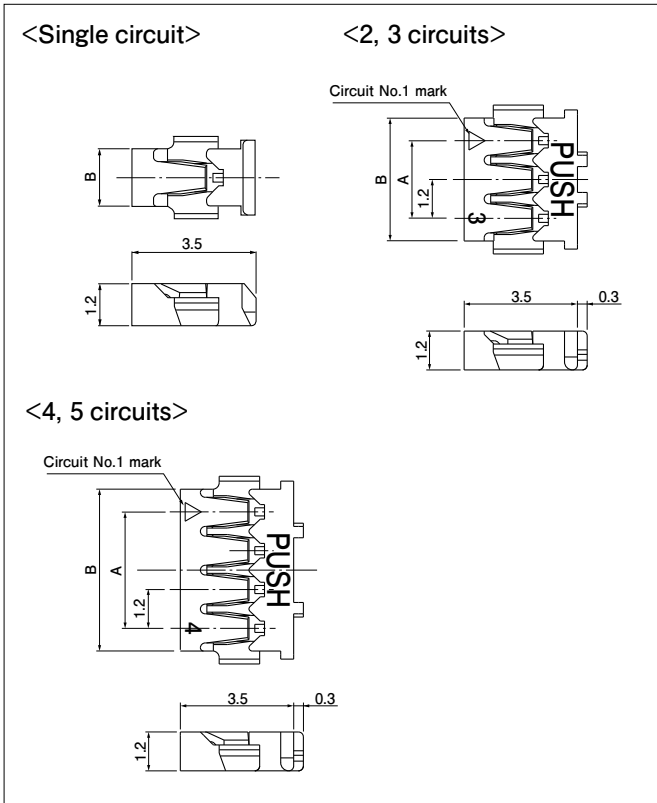 <Single circuit>
<2, 3 circuits>
B
3.5
1.2
Circuit No.1 mark
B
A
1.2
3
PUSH
3.5
0.3
1.2
<4, 5 circuits>
Circuit No.1 mark
B
A
1.2
4
PUSH
3.5
0.3
1.2